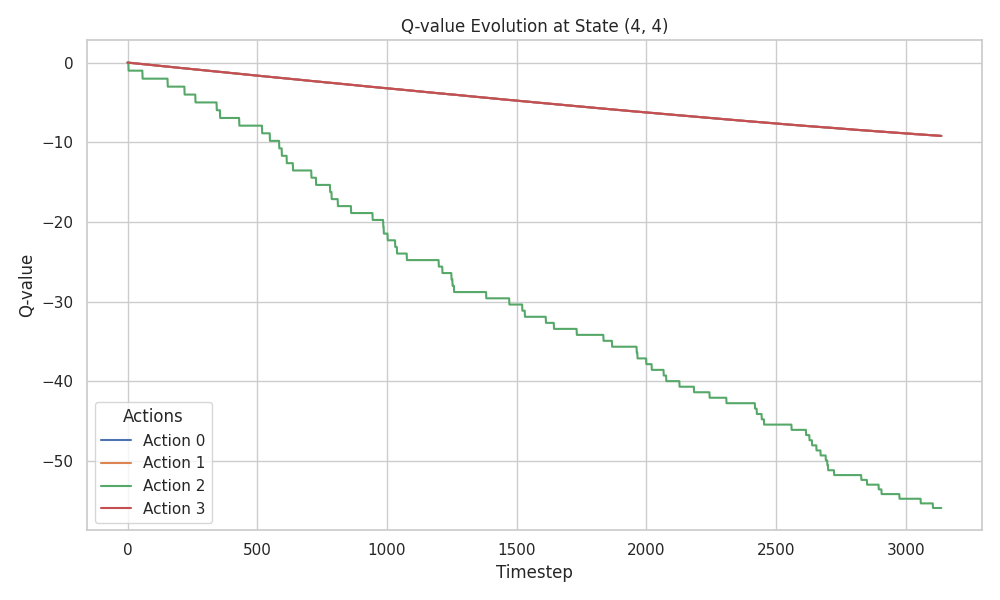 Q-value Evolution at State (4, 4)
Q-value
0
−10
−20
−30
−40
−50
Actions
Action 0
Action 1
Action 2
Action 3
0 500 1000 1500 2000 2500 3000
Timestep